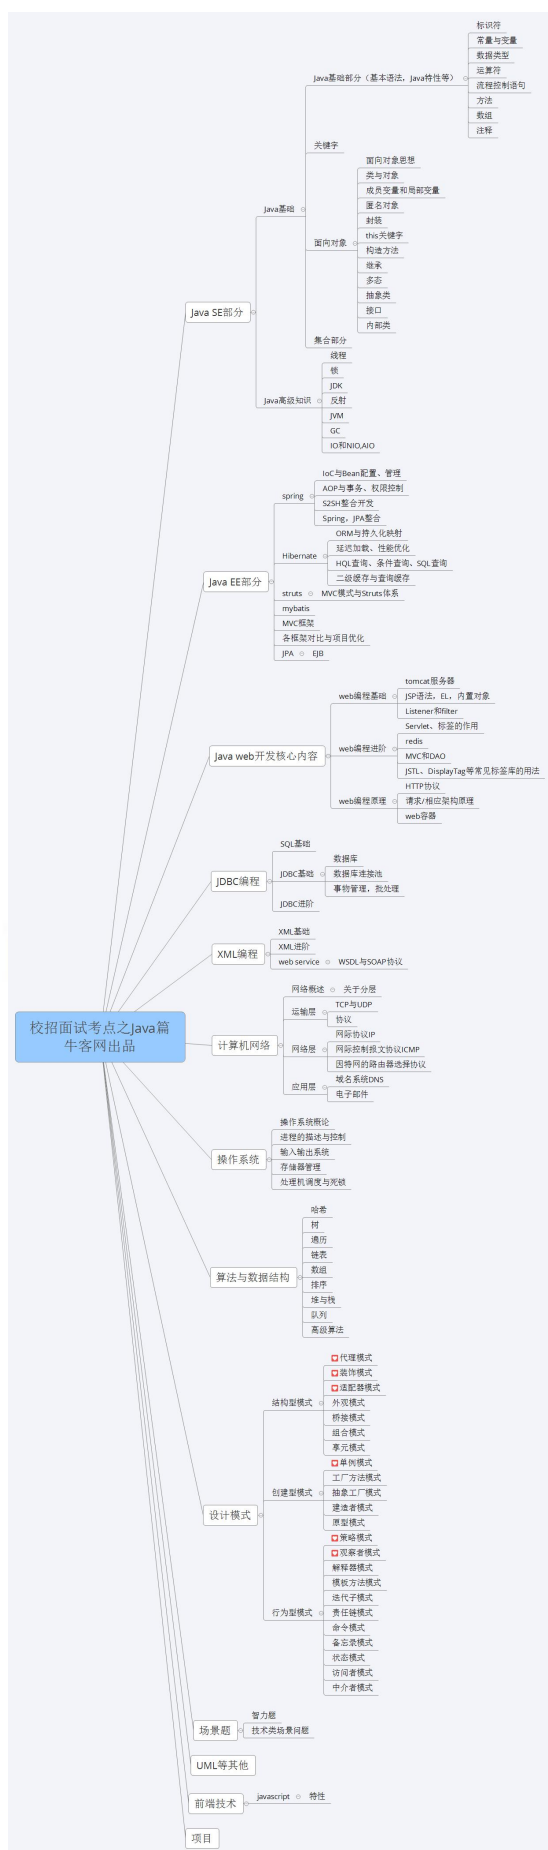 校招面试考点之Java篇
牛客网出品
Java SE部分
Java基础
Java基础部分（基本语法，Java特性等）
标识符
常量与变量
数据类型
运算符
流程控制语句
方法
数组
注释
关键字
面向对象
面向对象思想
类与对象
成员变量和局部变量
匿名对象
封装
this关键字
构造方法
继承
多态
抽象类
接口
内部类
集合部分
Java高级知识
线程
锁
JDK
反射
JVM
GC
IO和NIO,AIO
Java EE部分
spring
IoC与Bean配置、管理
AOP与事务、权限控制
S2SH整合开发
Spring，JPA整合
Hibernate
ORM与持久化映射
延迟加载、性能优化
HQL查询、条件查询、SQL查询
二级缓存与查询缓存
struts
MVC模式与Struts体系
mybatis
MVC框架
各框架对比与项目优化
JPA
EJB
Java web开发核心内容
web编程基础
tomcat服务器
JSP语法，EL，内置对象
Listener和filter
web编程进阶
Servlet、标签的作用
redis
MVC和DAO
JSTL、DisplayTag等常见标签库的用法
web编程原理
HTTP协议
请求/相应架构原理
web容器
JDBC编程
SQL基础
JDBC基础
数据库
数据库连接池
事物管理，批处理
JDBC进阶
XML编程
XML基础
XML进阶
web service
WSDL与SOAP协议
计算机网络
网络概述
关于分层
运输层
TCP与UDP
协议
网络层
网际协议IP
网际控制报文协议ICMP
因特网的路由器选择协议
应用层
域名系统DNS
电子邮件
操作系统
操作系统概论
进程的描述与控制
输入输出系统
存储器管理
处理机调度与死锁
算法与数据结构
哈希
树
遍历
链表
数组
排序
堆与栈
队列
高级算法
设计模式
结构型模式
代理模式
装饰模式
适配器模式
外观模式
桥接模式
组合模式
享元模式
创建型模式
单例模式
工厂方法模式
抽象工厂模式
建造者模式
原型模式
行为型模式
策略模式
观察者模式
解释器模式
模板方法模式
迭代子模式
责任链模式
命令模式
备忘录模式
状态模式
访问者模式
中介者模式
场景题
智力题
技术类场景问题
UML等其他
前端技术
javascript
特性
项目